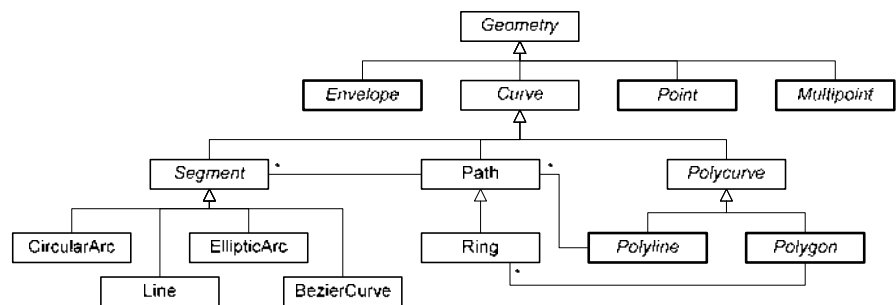 Geometry
Envelope
Curve
Point
Multipoint
Segment
*
Path
*
Polycurve
CircularArc
EllipticArc
Ring
Polyline
Polygon
*
Line
BezierCurve